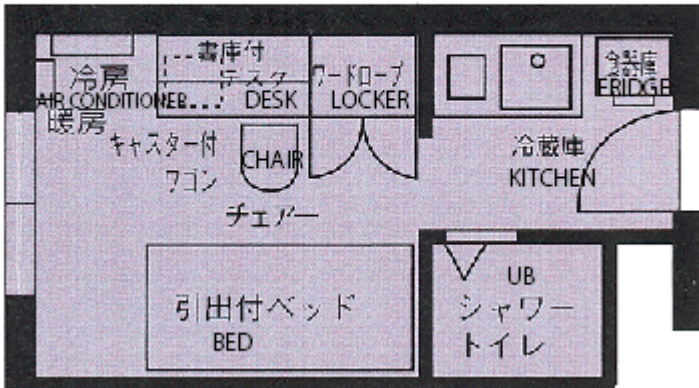 冷房
AIR CONDITIONER
暖房
書庫付
デスク
DESK
ワードローブ
LOCKER
食器庫
FRIDGE
キャスター付
ワゴン
CHAIR
チェアー
冷蔵庫
KITCHEN
引出付ベッド
BED
UB
シャワー
トイレ